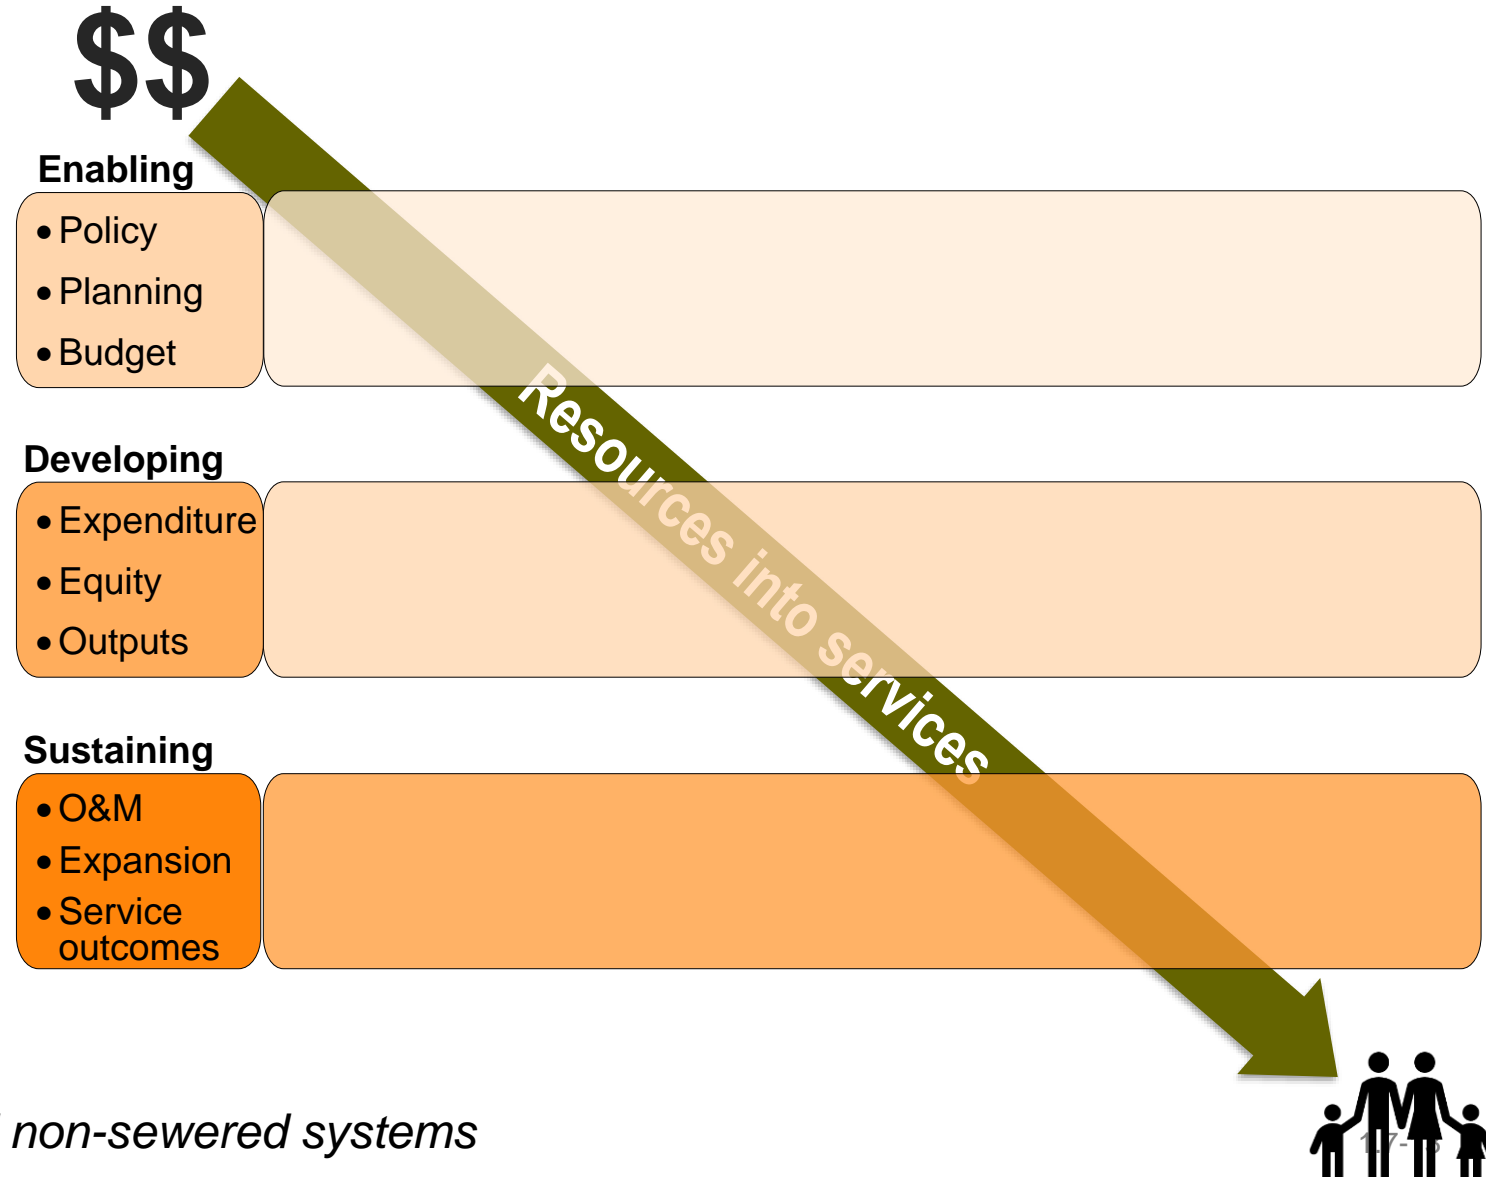 $$
Enabling
• Policy
• Planning
• Budget
Resources into services
Developing
• Expenditure
• Equity
• Outputs
Sustaining
• O&M
• Expansion
• Service
outcomes
non-sewered systems